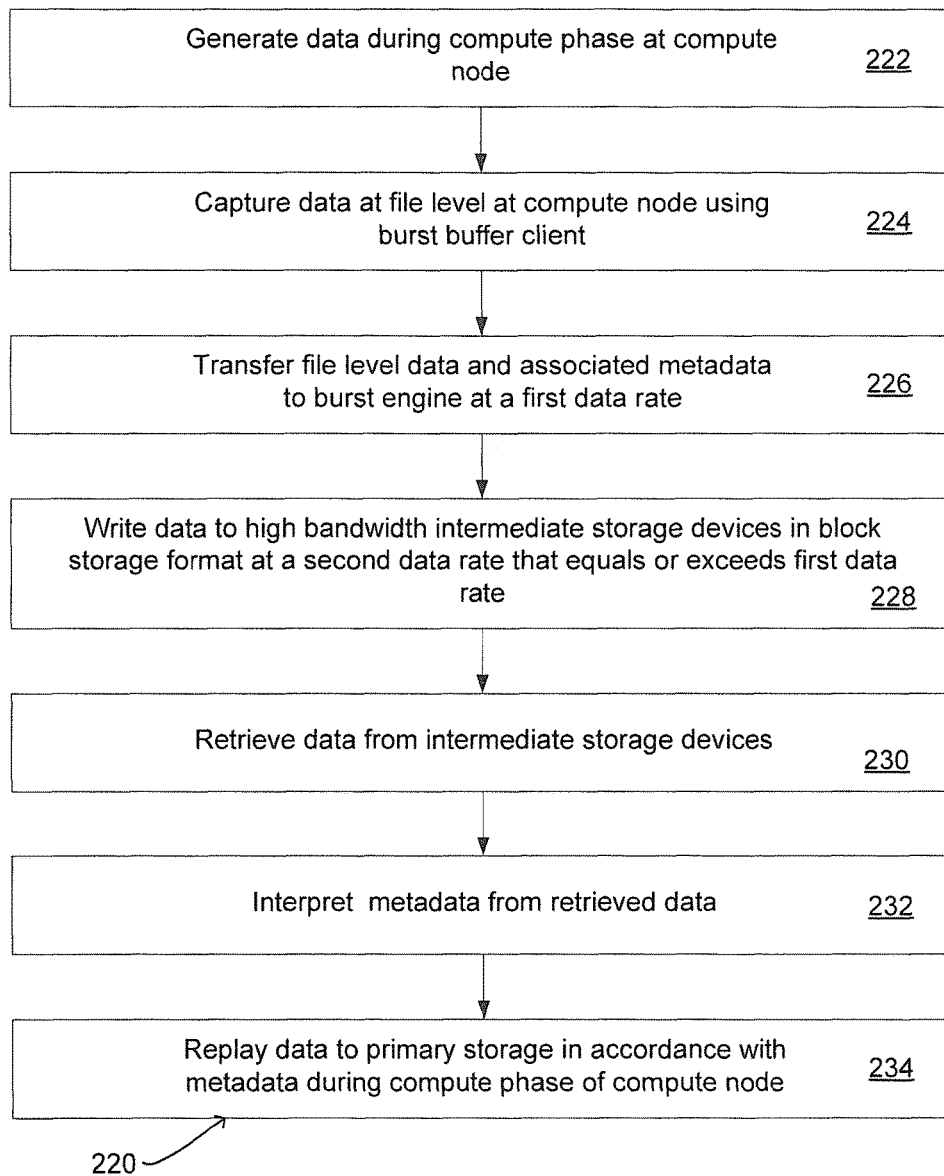 Generate data during compute phase at compute
node
222
Capture data at file level at compute node using
burst buffer client
224
Transfer file level data and associated metadata
to burst engine at a first data rate
226
Write data to high bandwidth intermediate storage devices in block
storage format at a second data rate that equals or exceeds first data
rate
228
Retrieve data from intermediate storage devices
230
Interpret metadata from retrieved data
232
Replay data to primary storage in accordance with
metadata during compute phase of compute node
234
220